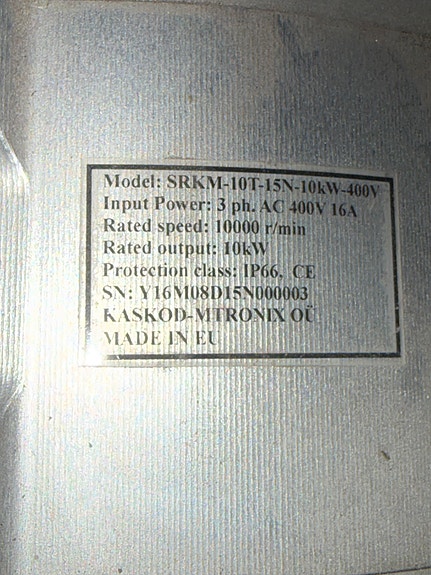 Model: SRKM-10T-15N-10kW-400V
Input Power: 3 ph. AC 400V 16A
Rated speed: 10000 r/min
Rated output: 10kW
Protection class: IP66, CE
SN: Y16M08D15N000003
KASKOD-MTRONIX OÜ
MADE IN EU